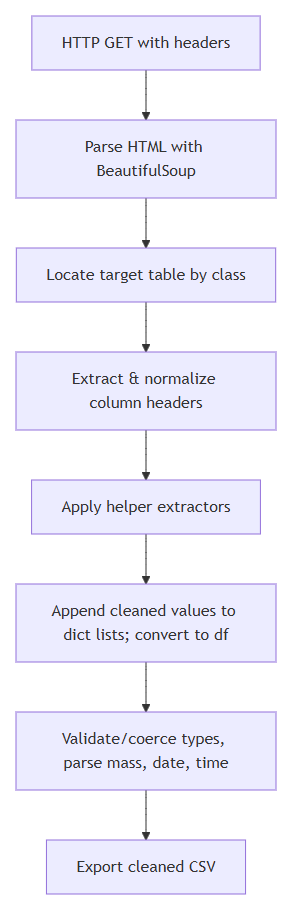 HTTP GET with headers
Parse HTML with
BeautifulSoup
Locate target table by class
Extract & normalize
column headers
Apply helper extractors
Append cleaned values to
dict lists; convert to df
Validate/coerce types,
parse mass, date, time
Export cleaned CSV